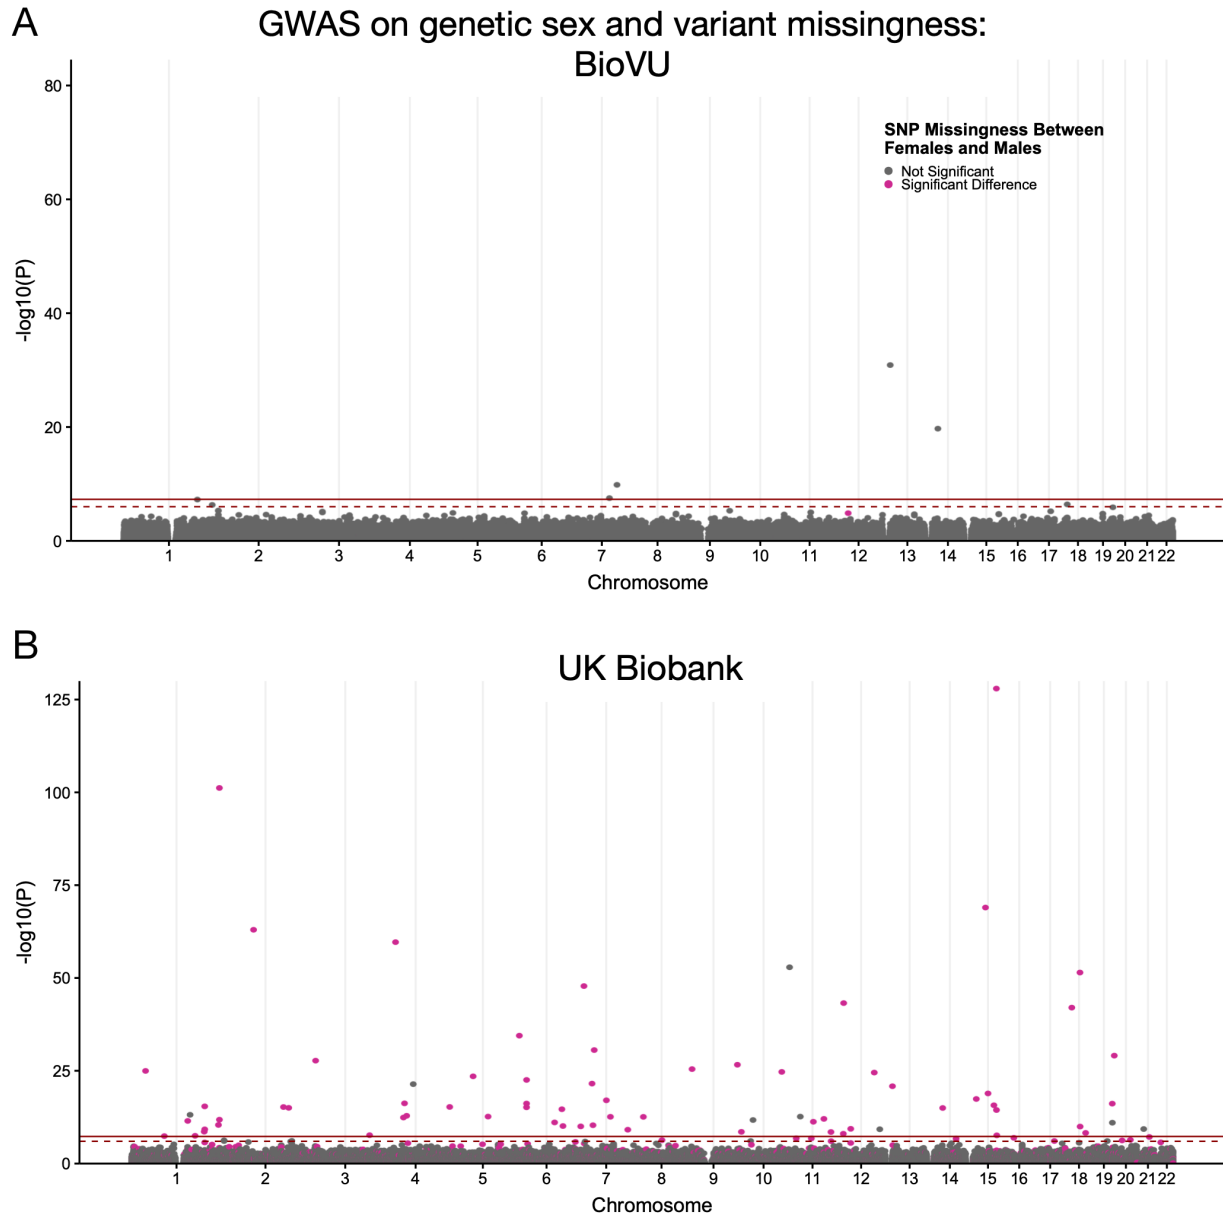 A
GWAS on genetic sex and variant missingness:
BioVU
80
60
40
20
0
-log10(P)
SNP Missingness Between
Females and Males
Not Significant
Significant Difference
1 2 3 4 5 6 7 8 9 10 11 12 13 14 15 16 17 18 19 20 21 22
Chromosome
B
UK Biobank
125
100
75
50
25
0
-log10(P)
1 2 3 4 5 6 7 8 9 10 11 12 13 14 15 16 17 18 19 20 21 22
Chromosome